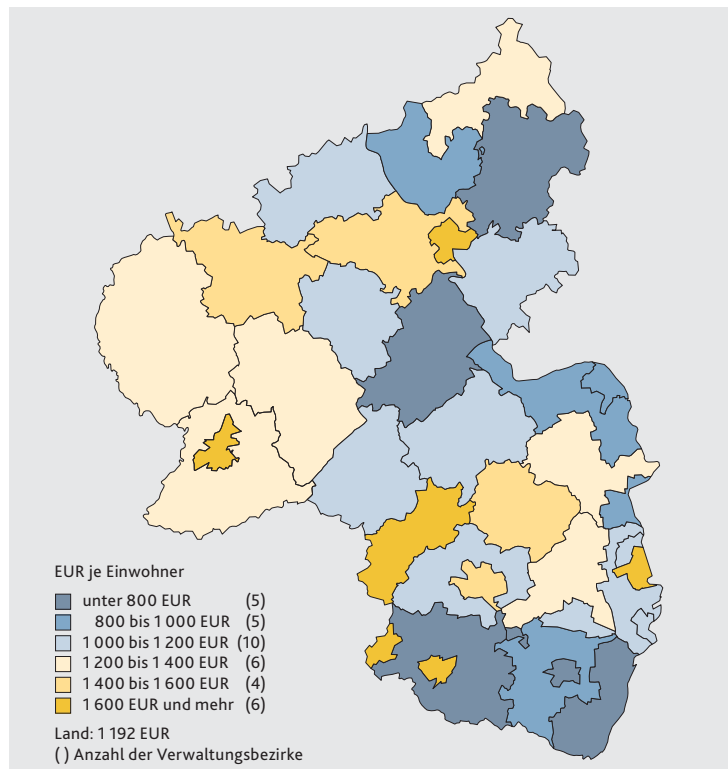 EUR je Einwohner
unter 800 EUR (5)
800 bis 1 000 EUR (5)
1 000 bis 1 200 EUR (10)
1 200 bis 1 400 EUR (6)
1 400 bis 1 600 EUR (4)
1 600 EUR und mehr (6)
Land: 1 192 EUR
( ) Anzahl der Verwaltungsbezirke